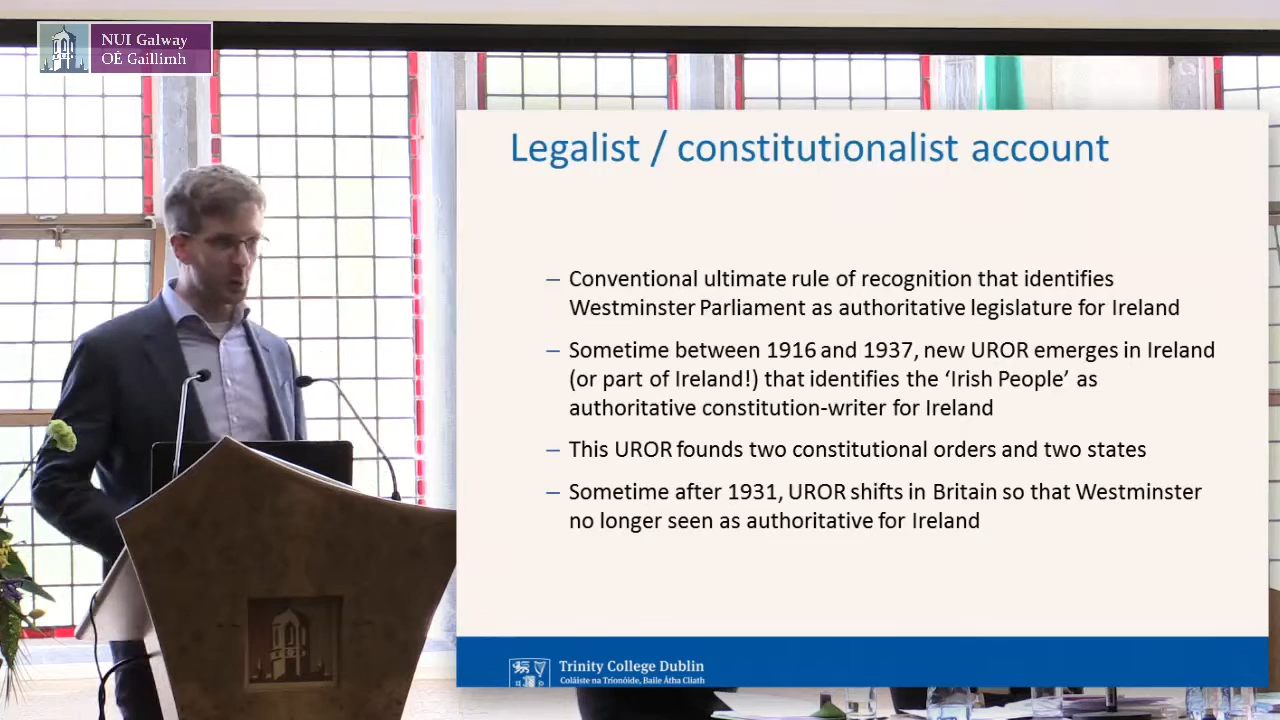 NUI Galway
OÉ Gaillimh
Legalist / constitutionalist account
– Conventional ultimate rule of recognition that identifies
Westminster Parliament as authoritative legislature for Ireland
– Sometime between 1916 and 1937, new UROR emerges in Ireland
(or part of Ireland!) that identifies the ‘Irish People’ as
authoritative constitution-writer for Ireland
– This UROR founds two constitutional orders and two states
– Sometime after 1931, UROR shifts in Britain so that Westminster
no longer seen as authoritative for Ireland
Trinity College Dublin
Coláiste na Tríonóide, Baile Átha Cliath